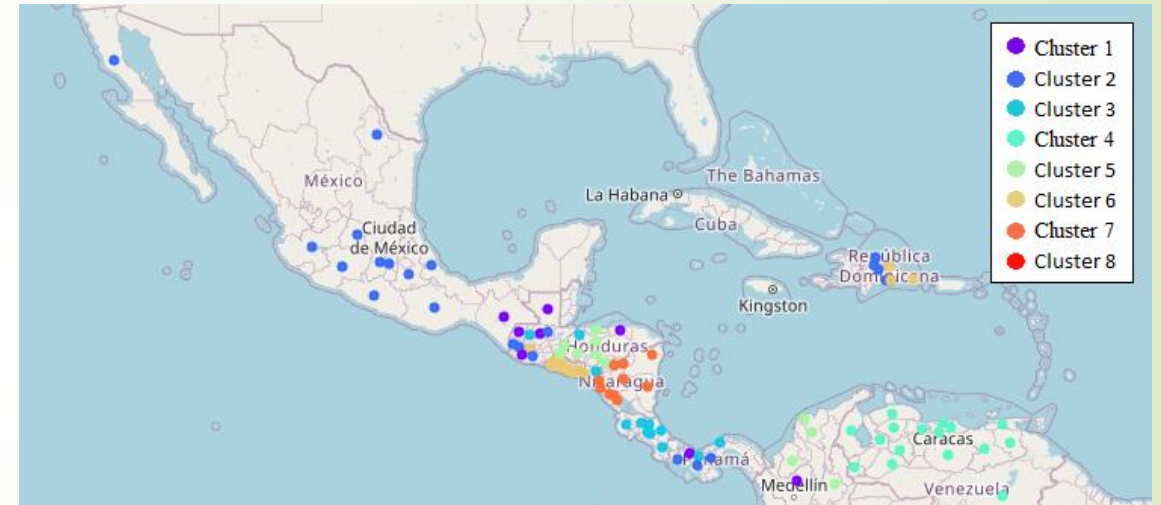 Cluster 1
Cluster 2
Cluster 3
Cluster 4
Cluster 5
Cluster 6
Cluster 7
Cluster 8
México
Ciudad
de México
La Habana
The Bahamas
Cuba
República
Dominicana
Kingston
Honduras
Nicaragua
Panamá
Caracas
Medellín
Venezuela